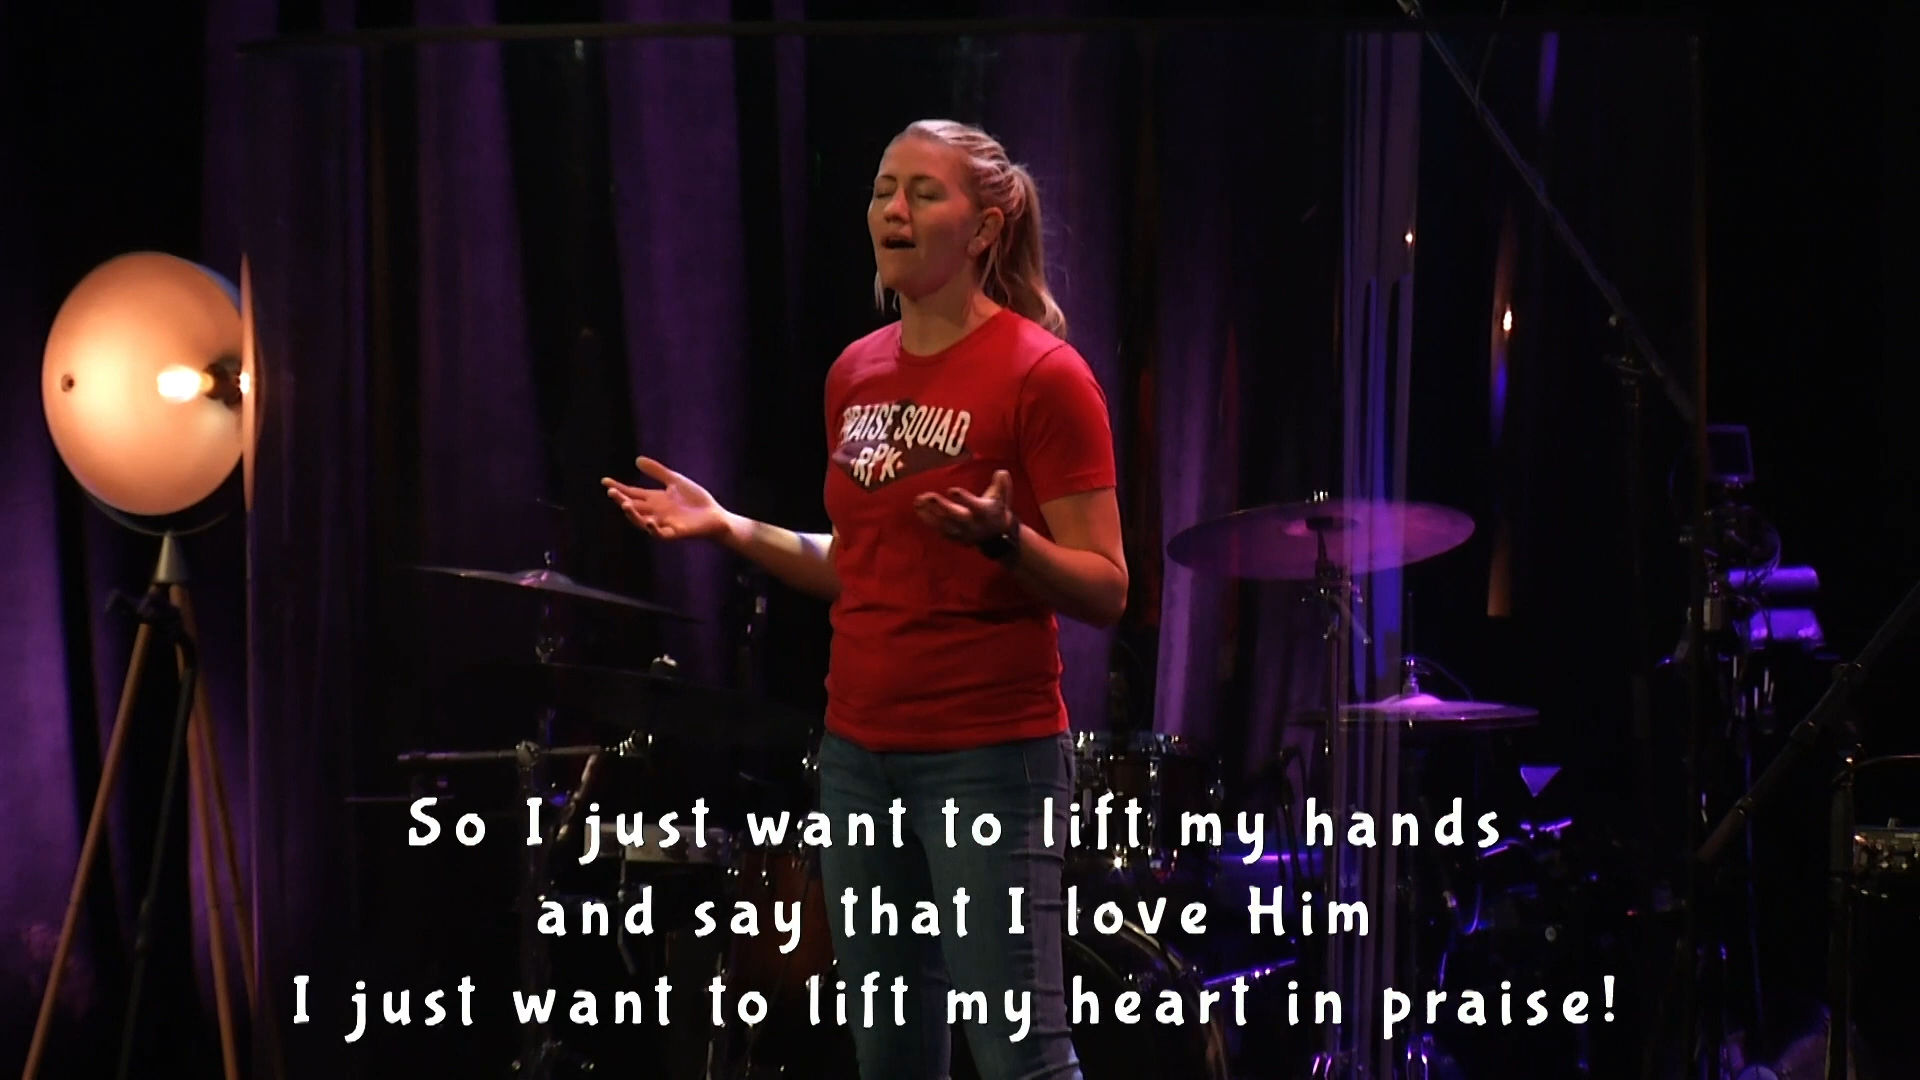 PRAISE SQUAD
·RPK·
So I just want to lift my hands
and say that I love Him
I just want to lift my heart in praise!